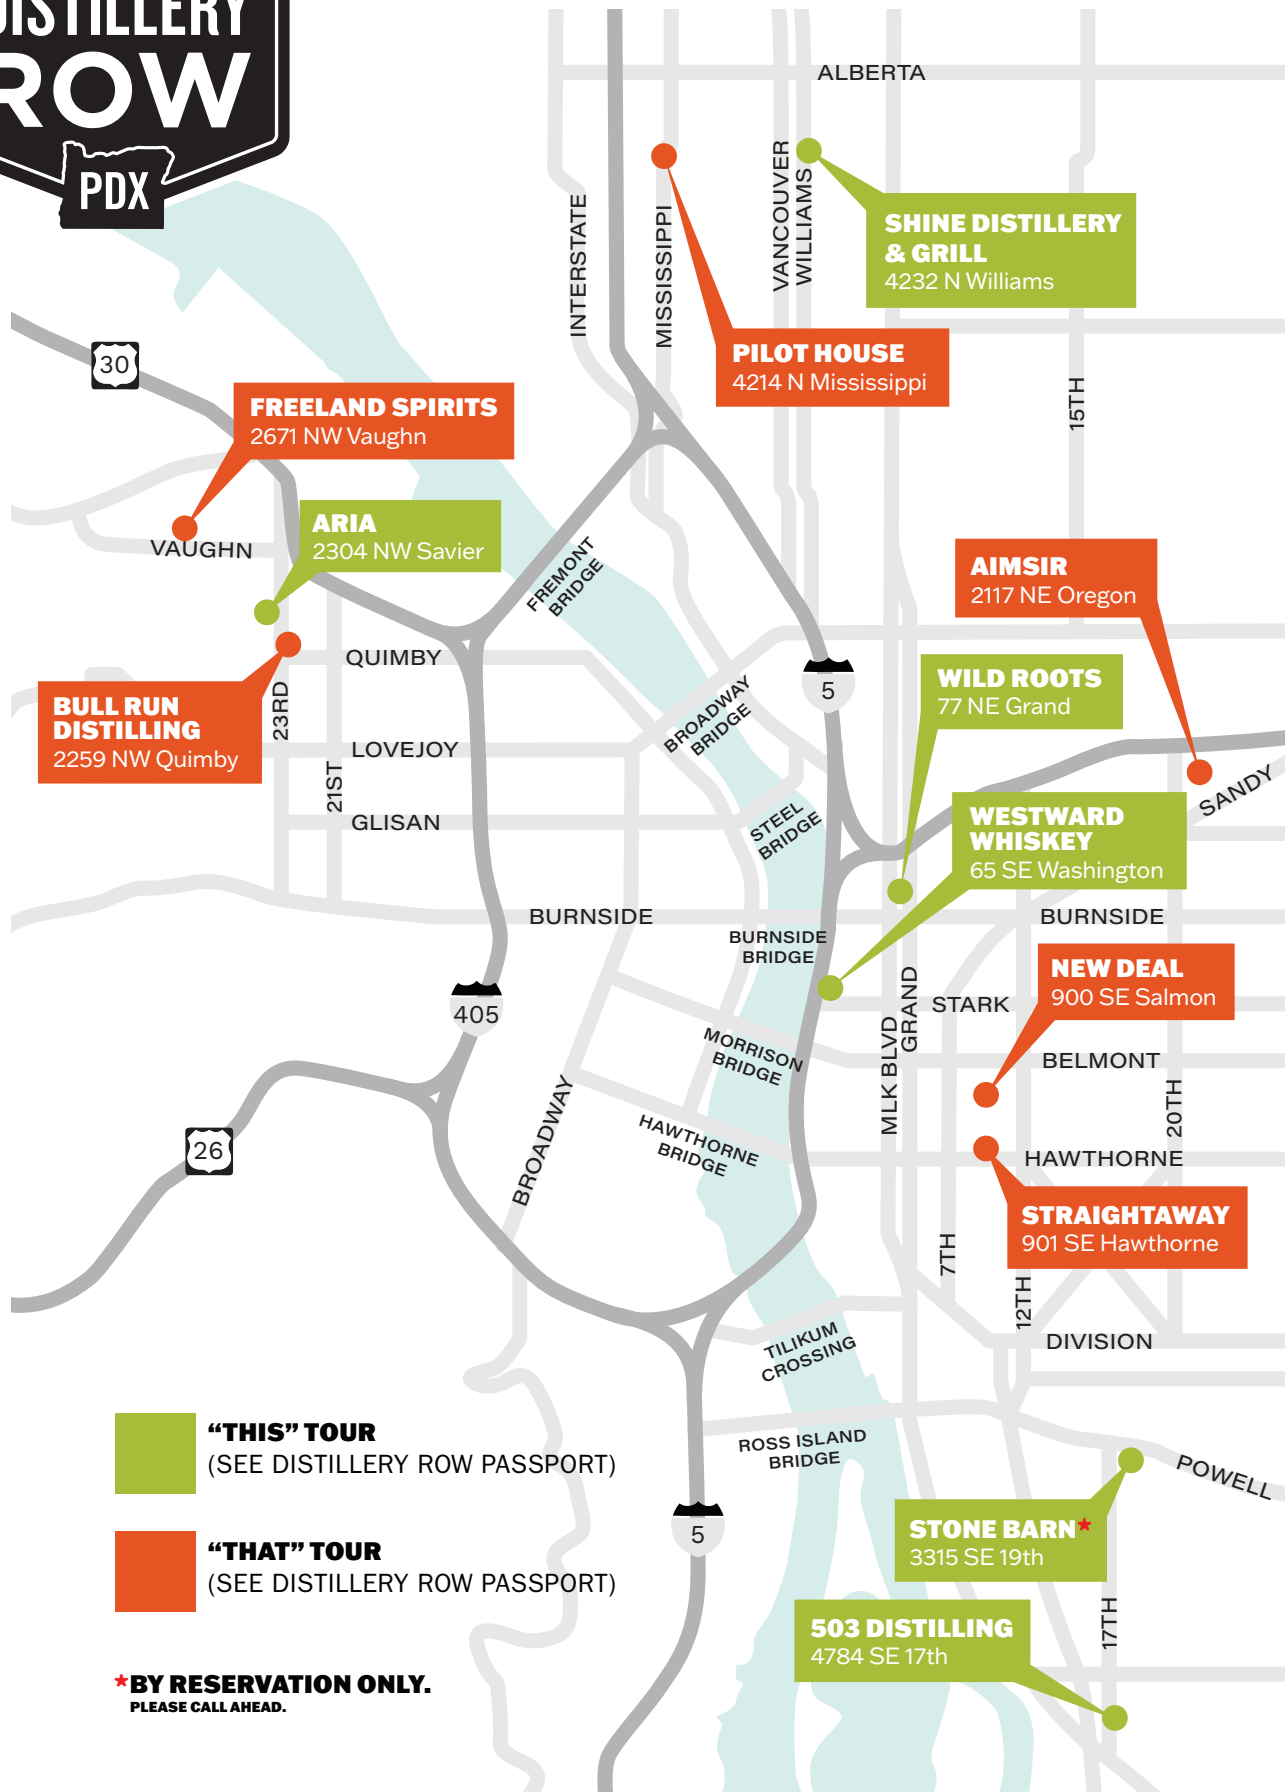 DISTILLERY
ROW
PDX
ALBERTA
INTERSTATE
MISSISSIPPI
VANCOUVER
WILLIAMS
SHINE DISTILLERY
& GRILL
4232 N Williams
PILOT HOUSE
4214 N Mississippi
30
15TH
FREELAND SPIRITS
2671 NW Vaughn
VAUGHN
ARIA
2304 NW Savier
FREMONT
BRIDGE
AIMSIR
2117 NE Oregon
QUIMBY
5
WILD ROOTS
77 NE Grand
BULL RUN
DISTILLING
2259 NW Quimby
23RD
BROADWAY
BRIDGE
LOVEJOY
21ST
GLISAN
STEEL
BRIDGE
SANDY
WESTWARD
WHISKEY
65 SE Washington
BURNSIDE
BURNSIDE
BRIDGE
BURNSIDE
NEW DEAL
900 SE Salmon
405
GRAND
MLK BLVD
STARK
MORRISON
BRIDGE
BELMONT
20TH
26
BROADWAY
HAWTHORNE
BRIDGE
HAWTHORNE
STRAIGHTAWAY
901 SE Hawthorne
7TH
12TH
TILIKUM
CROSSING
DIVISION
"THIS" TOUR
(SEE DISTILLERY ROW PASSPORT)
ROSS ISLAND
BRIDGE
POWELL
5
STONE BARN*
3315 SE 19th
"THAT" TOUR
(SEE DISTILLERY ROW PASSPORT)
17TH
503 DISTILLING
4784 SE 17th
*BY RESERVATION ONLY.
PLEASE CALL AHEAD.